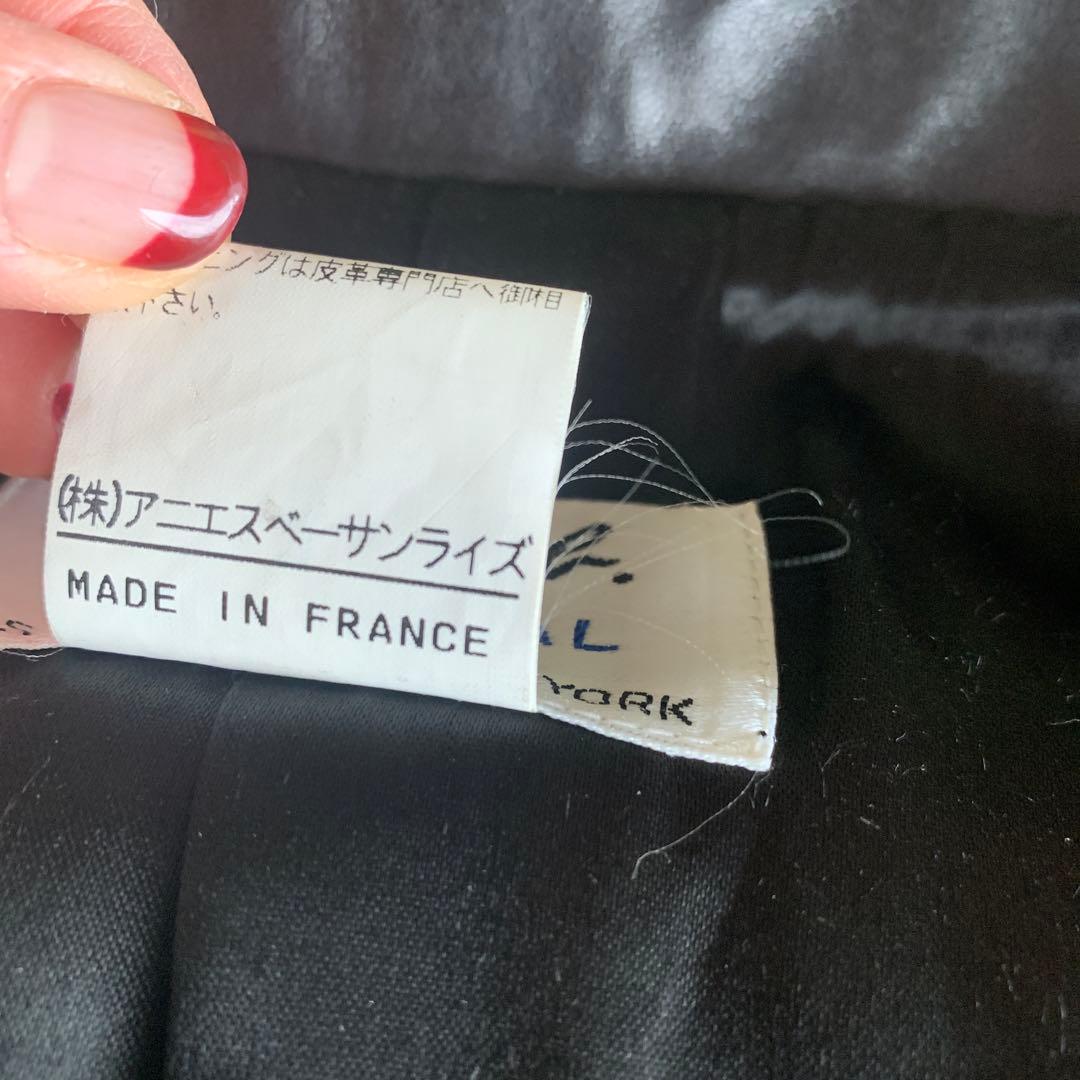 ニングは皮革専門店へ御相
下さい。
(株)アニエスベーサンライズ
MADE IN FRANCE
YORK